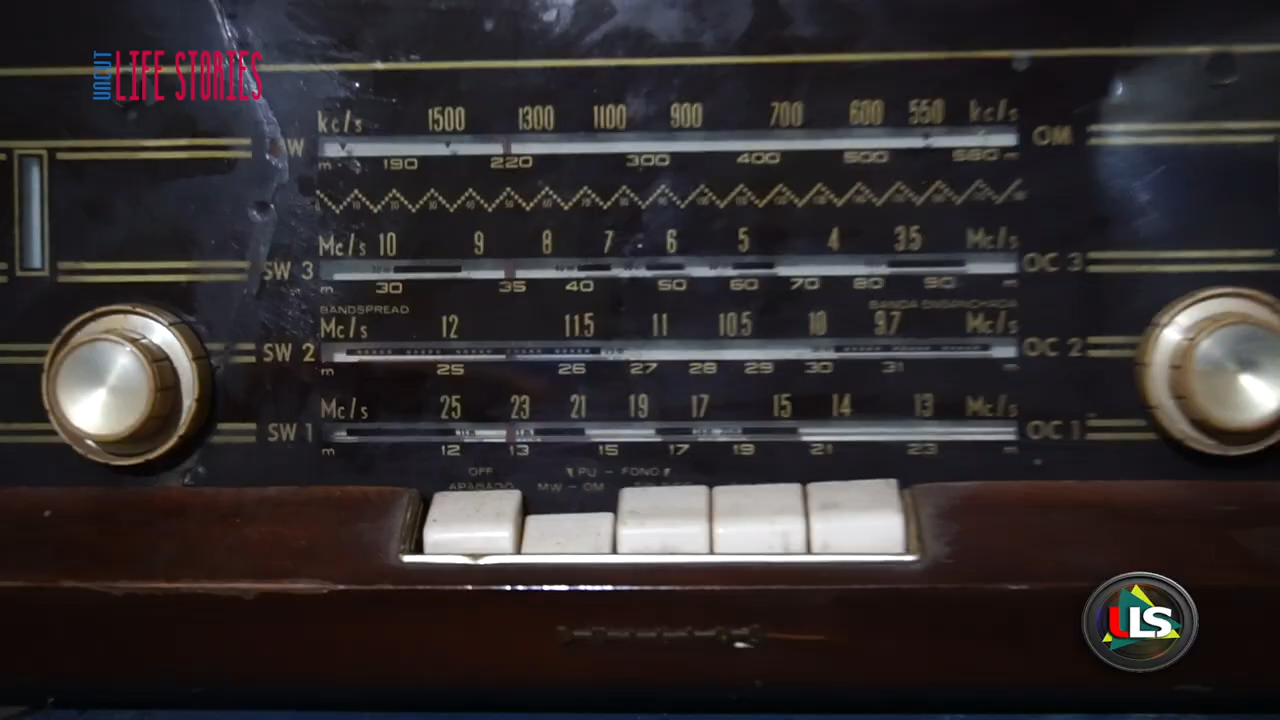 UNCUT LIFE STORIES
kc/s 1500 1300 1100 900 700 600 550 kc/s
W OM
m 190 220 300 400 500 580 m
Mc/s 10 9 8 7 6 5 4 3.5 Mc/s
SW 3 OC 3
m 30 35 40 50 60 70 80 90 m
BANDSPREAD BANDA ENSANCHADA
Mc/s 12 11.5 11 10.5 10 9.7 Mc/s
SW 2 OC 2
m 25 26 27 28 29 30 31 m
Mc/s 25 23 21 19 17 15 14 13 Mc/s
SW 1 OC 1
m 12 13 15 17 19 21 23 m
OFF PU - FONO
APAGADO MW - OM
ULS